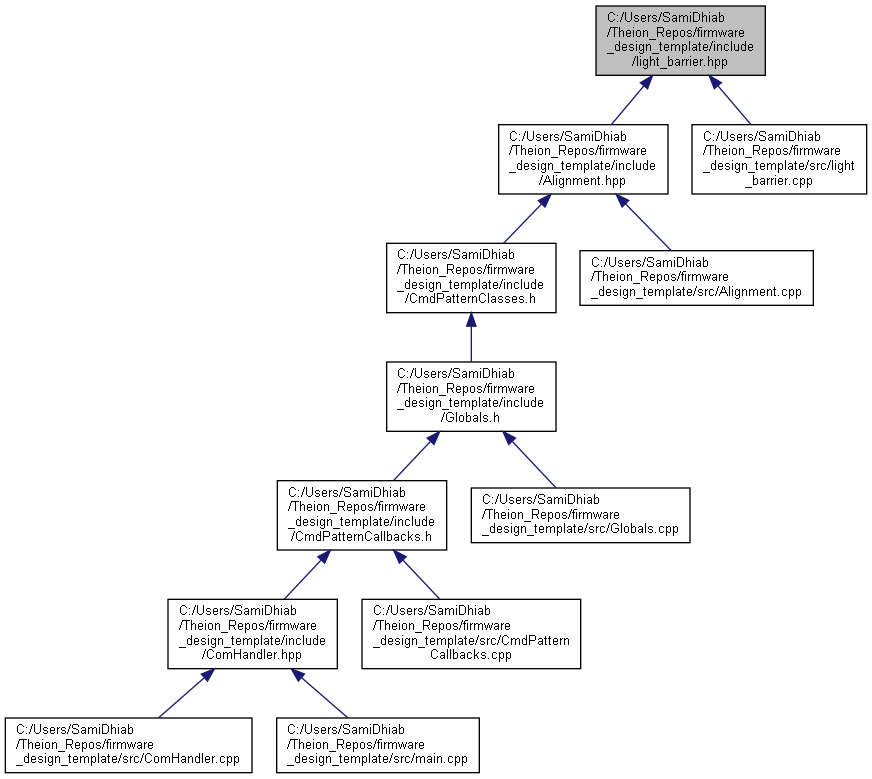 C:/Users/SamiDhiab
/Theion_Repos/firmware
_design_template/include
/light_barrier.hpp
C:/Users/SamiDhiab
/Theion_Repos/firmware
_design_template/include
/Alignment.hpp
C:/Users/SamiDhiab
/Theion_Repos/firmware
_design_template/src/light
_barrier.cpp
C:/Users/SamiDhiab
/Theion_Repos/firmware
_design_template/include
/CmdPatternClasses.h
C:/Users/SamiDhiab
/Theion_Repos/firmware
_design_template/src/Alignment.cpp
C:/Users/SamiDhiab
/Theion_Repos/firmware
_design_template/include
/Globals.h
C:/Users/SamiDhiab
/Theion_Repos/firmware
_design_template/include
/CmdPatternCallbacks.h
C:/Users/SamiDhiab
/Theion_Repos/firmware
_design_template/src/Globals.cpp
C:/Users/SamiDhiab
/Theion_Repos/firmware
_design_template/include
/ComHandler.hpp
C:/Users/SamiDhiab
/Theion_Repos/firmware
_design_template/src/CmdPattern
Callbacks.cpp
C:/Users/SamiDhiab
/Theion_Repos/firmware
_design_template/src/ComHandler.cpp
C:/Users/SamiDhiab
/Theion_Repos/firmware
_design_template/src/main.cpp